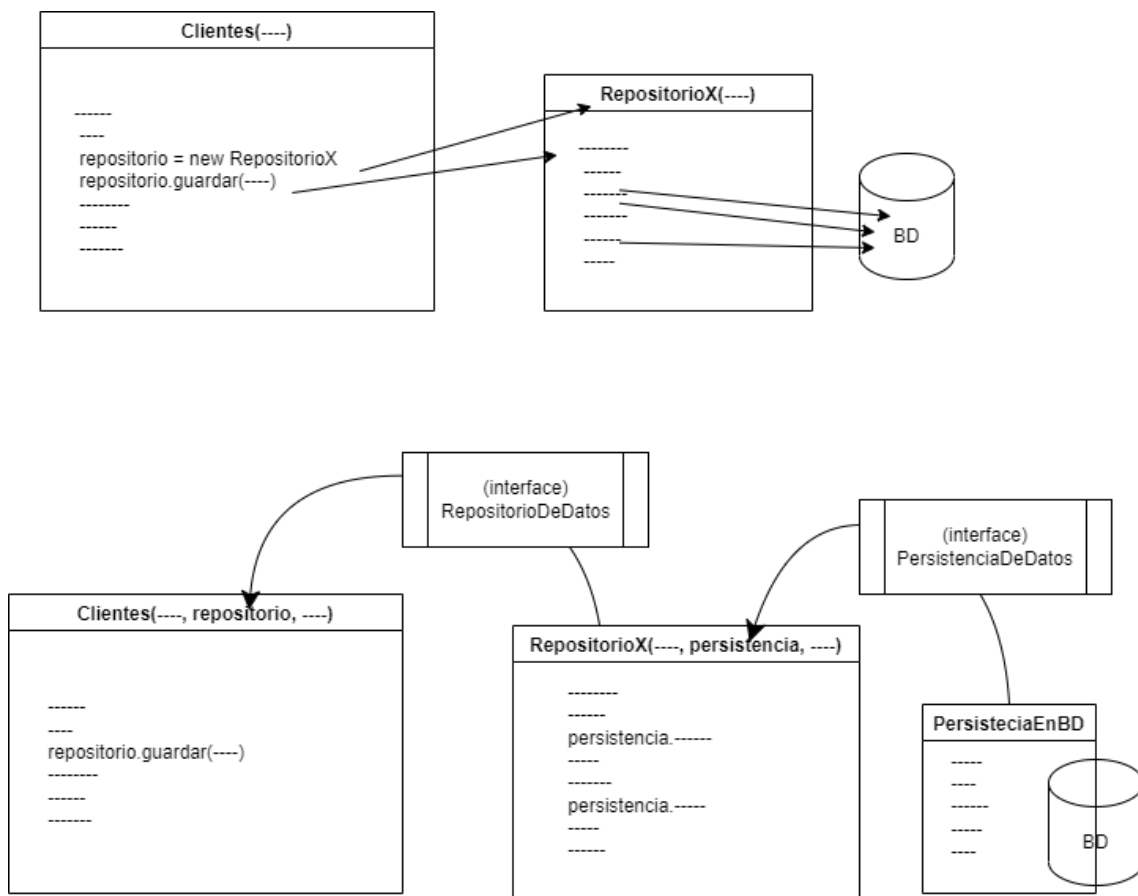 Clientes(----)
------
----
repositorio = new RepositorioX
repositorio.guardar(----)
--------
------
-------
RepositorioX(----)
--------
------
-------
-------
------
-----
BD
(interface)
RepositorioDeDatos
(interface)
PersistenciaDeDatos
Clientes(----, repositorio, ----)
------
----
repositorio.guardar(----)
--------
------
-------
RepositorioX(----, persistencia, ----)
--------
------
persistencia.------
-----
-------
persistencia.-----
-----
------
PersisteciaEnBD
-----
----
------
-----
----
BD